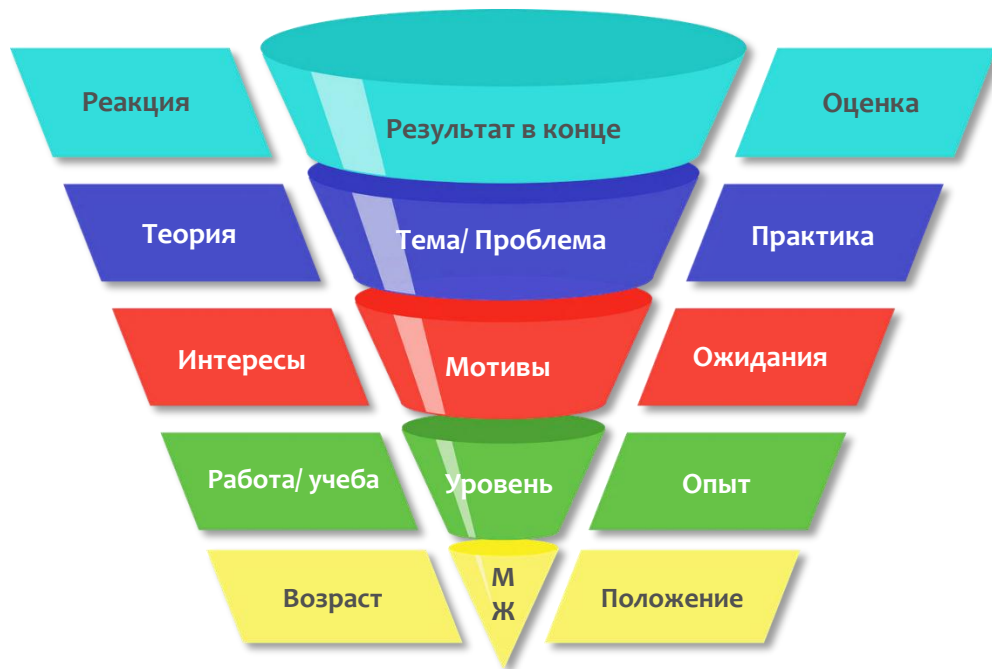 Реакция
Результат в конце
Оценка
Теория
Тема/ Проблема
Практика
Интересы
Мотивы
Ожидания
Работа/ учеба
Уровень
Опыт
Возраст
М
Ж
Положение